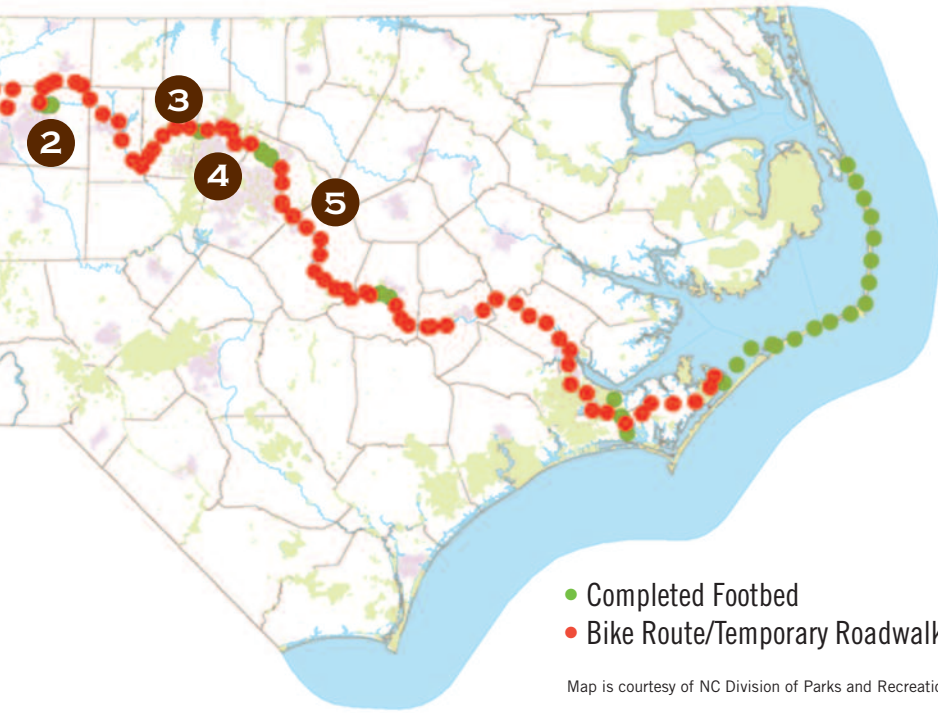 3
2
4
5
Completed Footbed
Bike Route/Temporary Roadwalk
Map is courtesy of NC Division of Parks and Recreatio